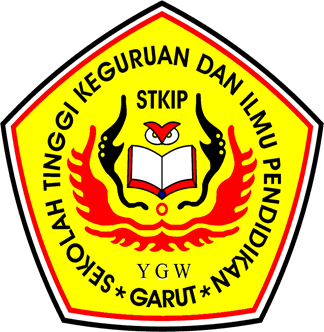 SEKOLAH TINGGI KEGURUAN DAN ILMU PENDIDIKAN
STKIP
YGW
* GARUT *